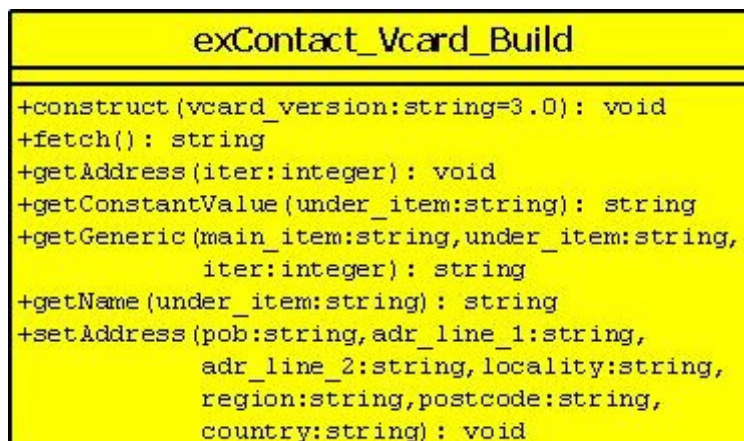 exContact_Vcard_Build
+construct(vcard_version:string=3.0): void
+fetch(): string
+getAddress(iter:integer): void
+getConstantValue(under_item:string): string
+getGeneric(main_item:string,under_item:string,
iter:integer): string
+getName(under_item:string): string
+setAddress(pob:string,adr_line_1:string,
adr_line_2:string,locality:string,
region:string,postcode:string,
country:string): void